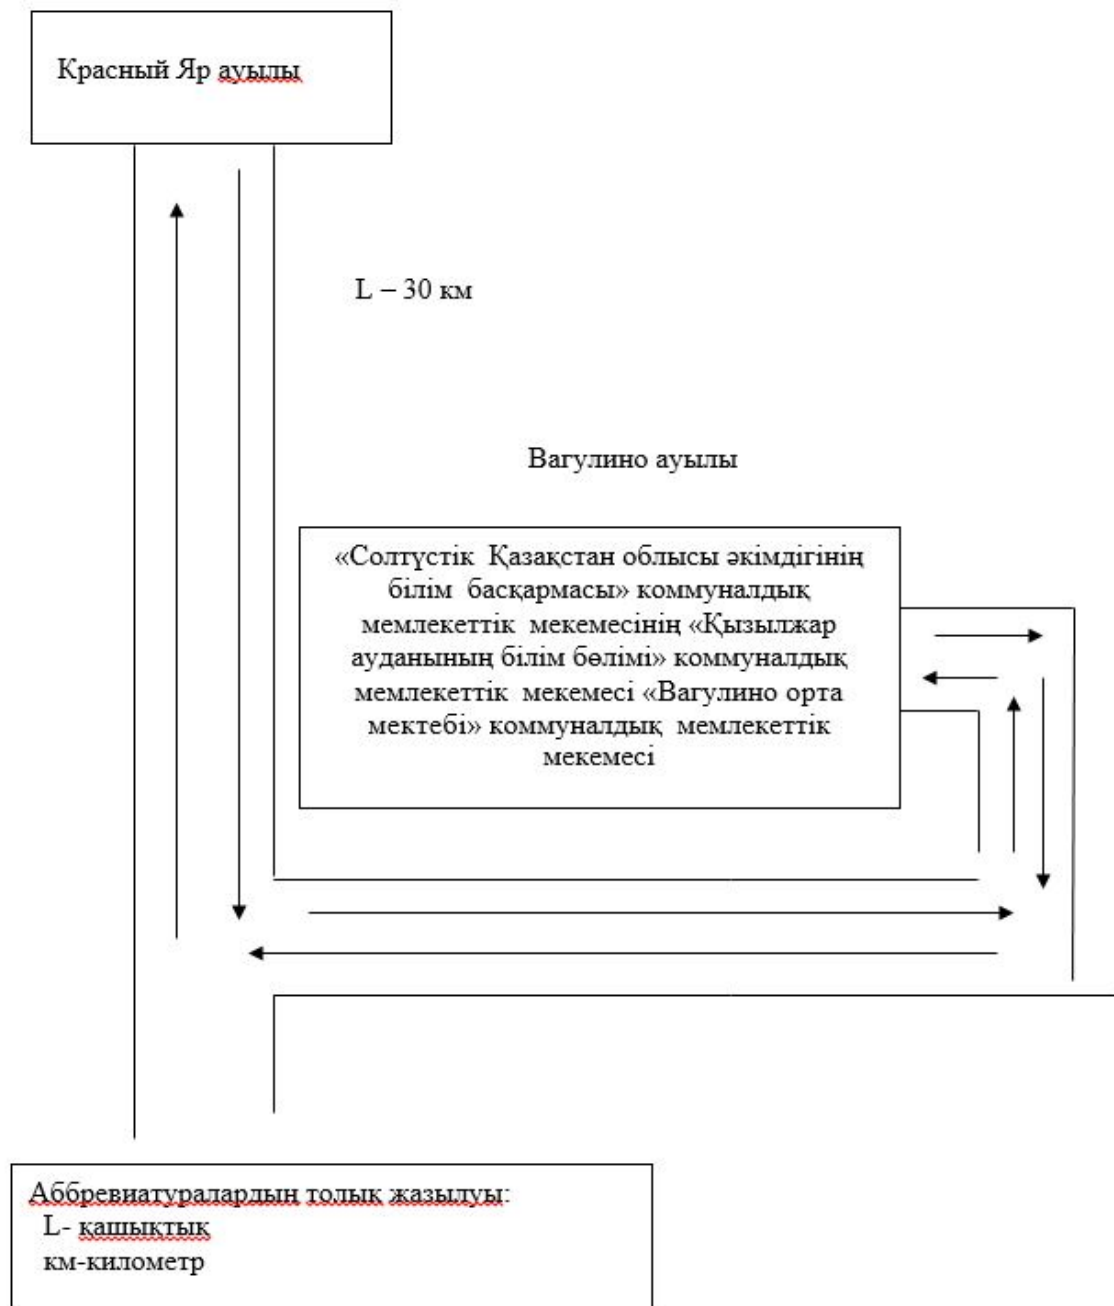 Красный Яр ауылы
L – 30 км
Вагулино ауылы
«Солтүстік Қазақстан облысы әкімдігінің
білім басқармасы» коммуналдық
мемлекеттік мекемесінің «Қызылжар
ауданының білім бөлімі» коммуналдық
мемлекеттік мекемесі «Вагулино орта
мектебі» коммуналдық мемлекеттік
мекемесі
Аббревиатуралардың толық жазылуы:
L- қашықтық
км-километр